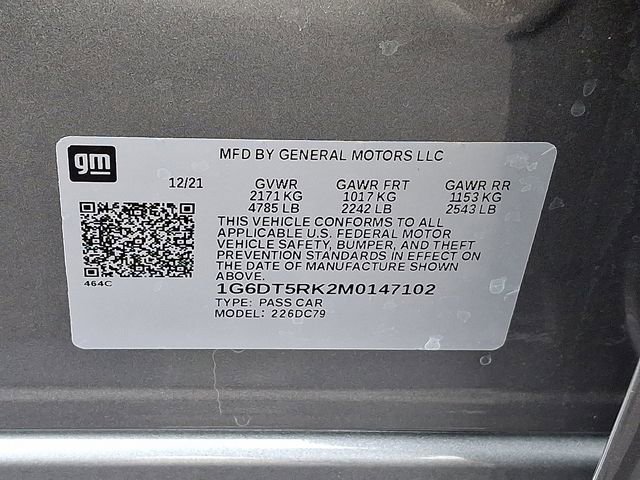 gm
MFD BY GENERAL MOTORS LLC
12/21 GVWR GAWR FRT GAWR RR
2171 KG 1017 KG 1153 KG
4785 LB 2242 LB 2543 LB
THIS VEHICLE CONFORMS TO ALL
APPLICABLE U.S. FEDERAL MOTOR
VEHICLE SAFETY, BUMPER, AND THEFT
PREVENTION STANDARDS IN EFFECT ON
THE DATE OF MANUFACTURE SHOWN
ABOVE.
464C
1G6DT5RK2M0147102
TYPE: PASS CAR
MODEL: 226DC79